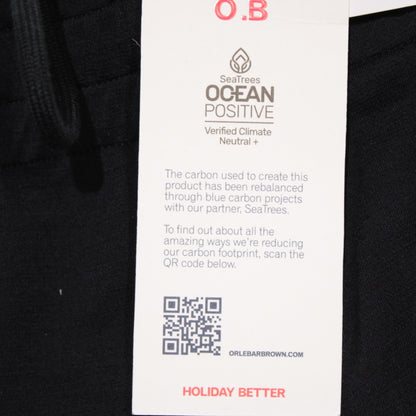 O.B
SeaTrees
OCEAN
POSITIVE
Verified Climate
Neutral +
The carbon used to create this
product has been rebalanced
through blue carbon projects
with our partner, SeaTrees.
To find out about all the
amazing ways we're reducing
our carbon footprint, scan the
QR code below.
ORLEBARBROWN.COM
HOLIDAY BETTER